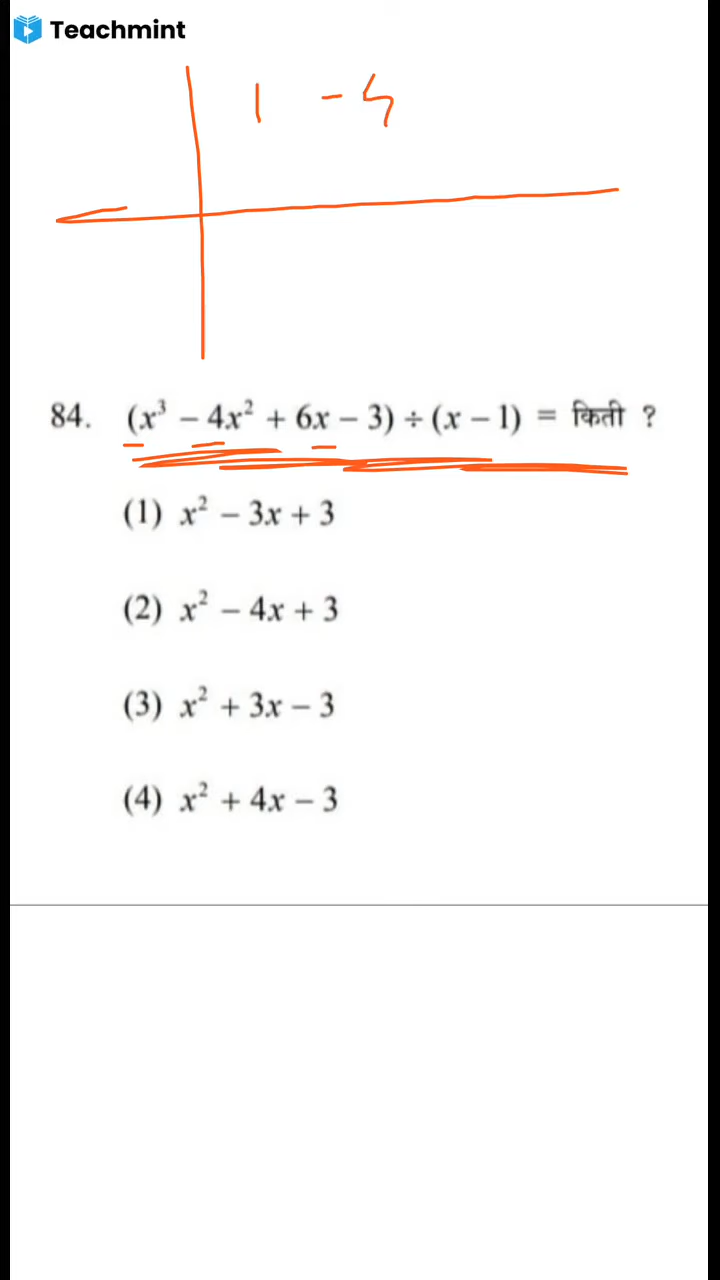 Teachmint
1 -4
84. (x³ – 4x² + 6x – 3) ÷ (x – 1) = किती ?
(1) x² – 3x + 3
(2) x² – 4x + 3
(3) x² + 3x – 3
(4) x² + 4x – 3